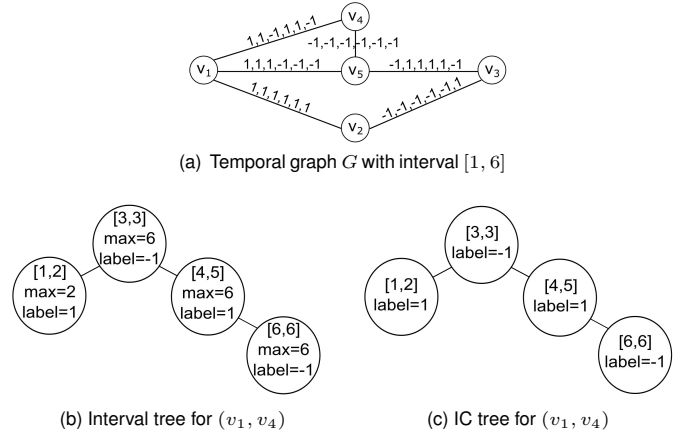 v4
1,1,-1,1,1,-1
-1,-1,-1,-1,-1,-1
v1
1,1,1,-1,-1,-1
v5
-1,1,1,1,1,-1
v3
1,1,1,1,1,1
-1,-1,-1,-1,-1,1
v2
(a) Temporal graph G with interval [1, 6]
[3,3]
max=6
label=-1
[1,2]
max=2
label=1
[4,5]
max=6
label=1
[6,6]
max=6
label=-1
(b) Interval tree for (v1, v4)
[3,3]
label=-1
[1,2]
label=1
[4,5]
label=1
[6,6]
label=-1
(c) IC tree for (v1, v4)